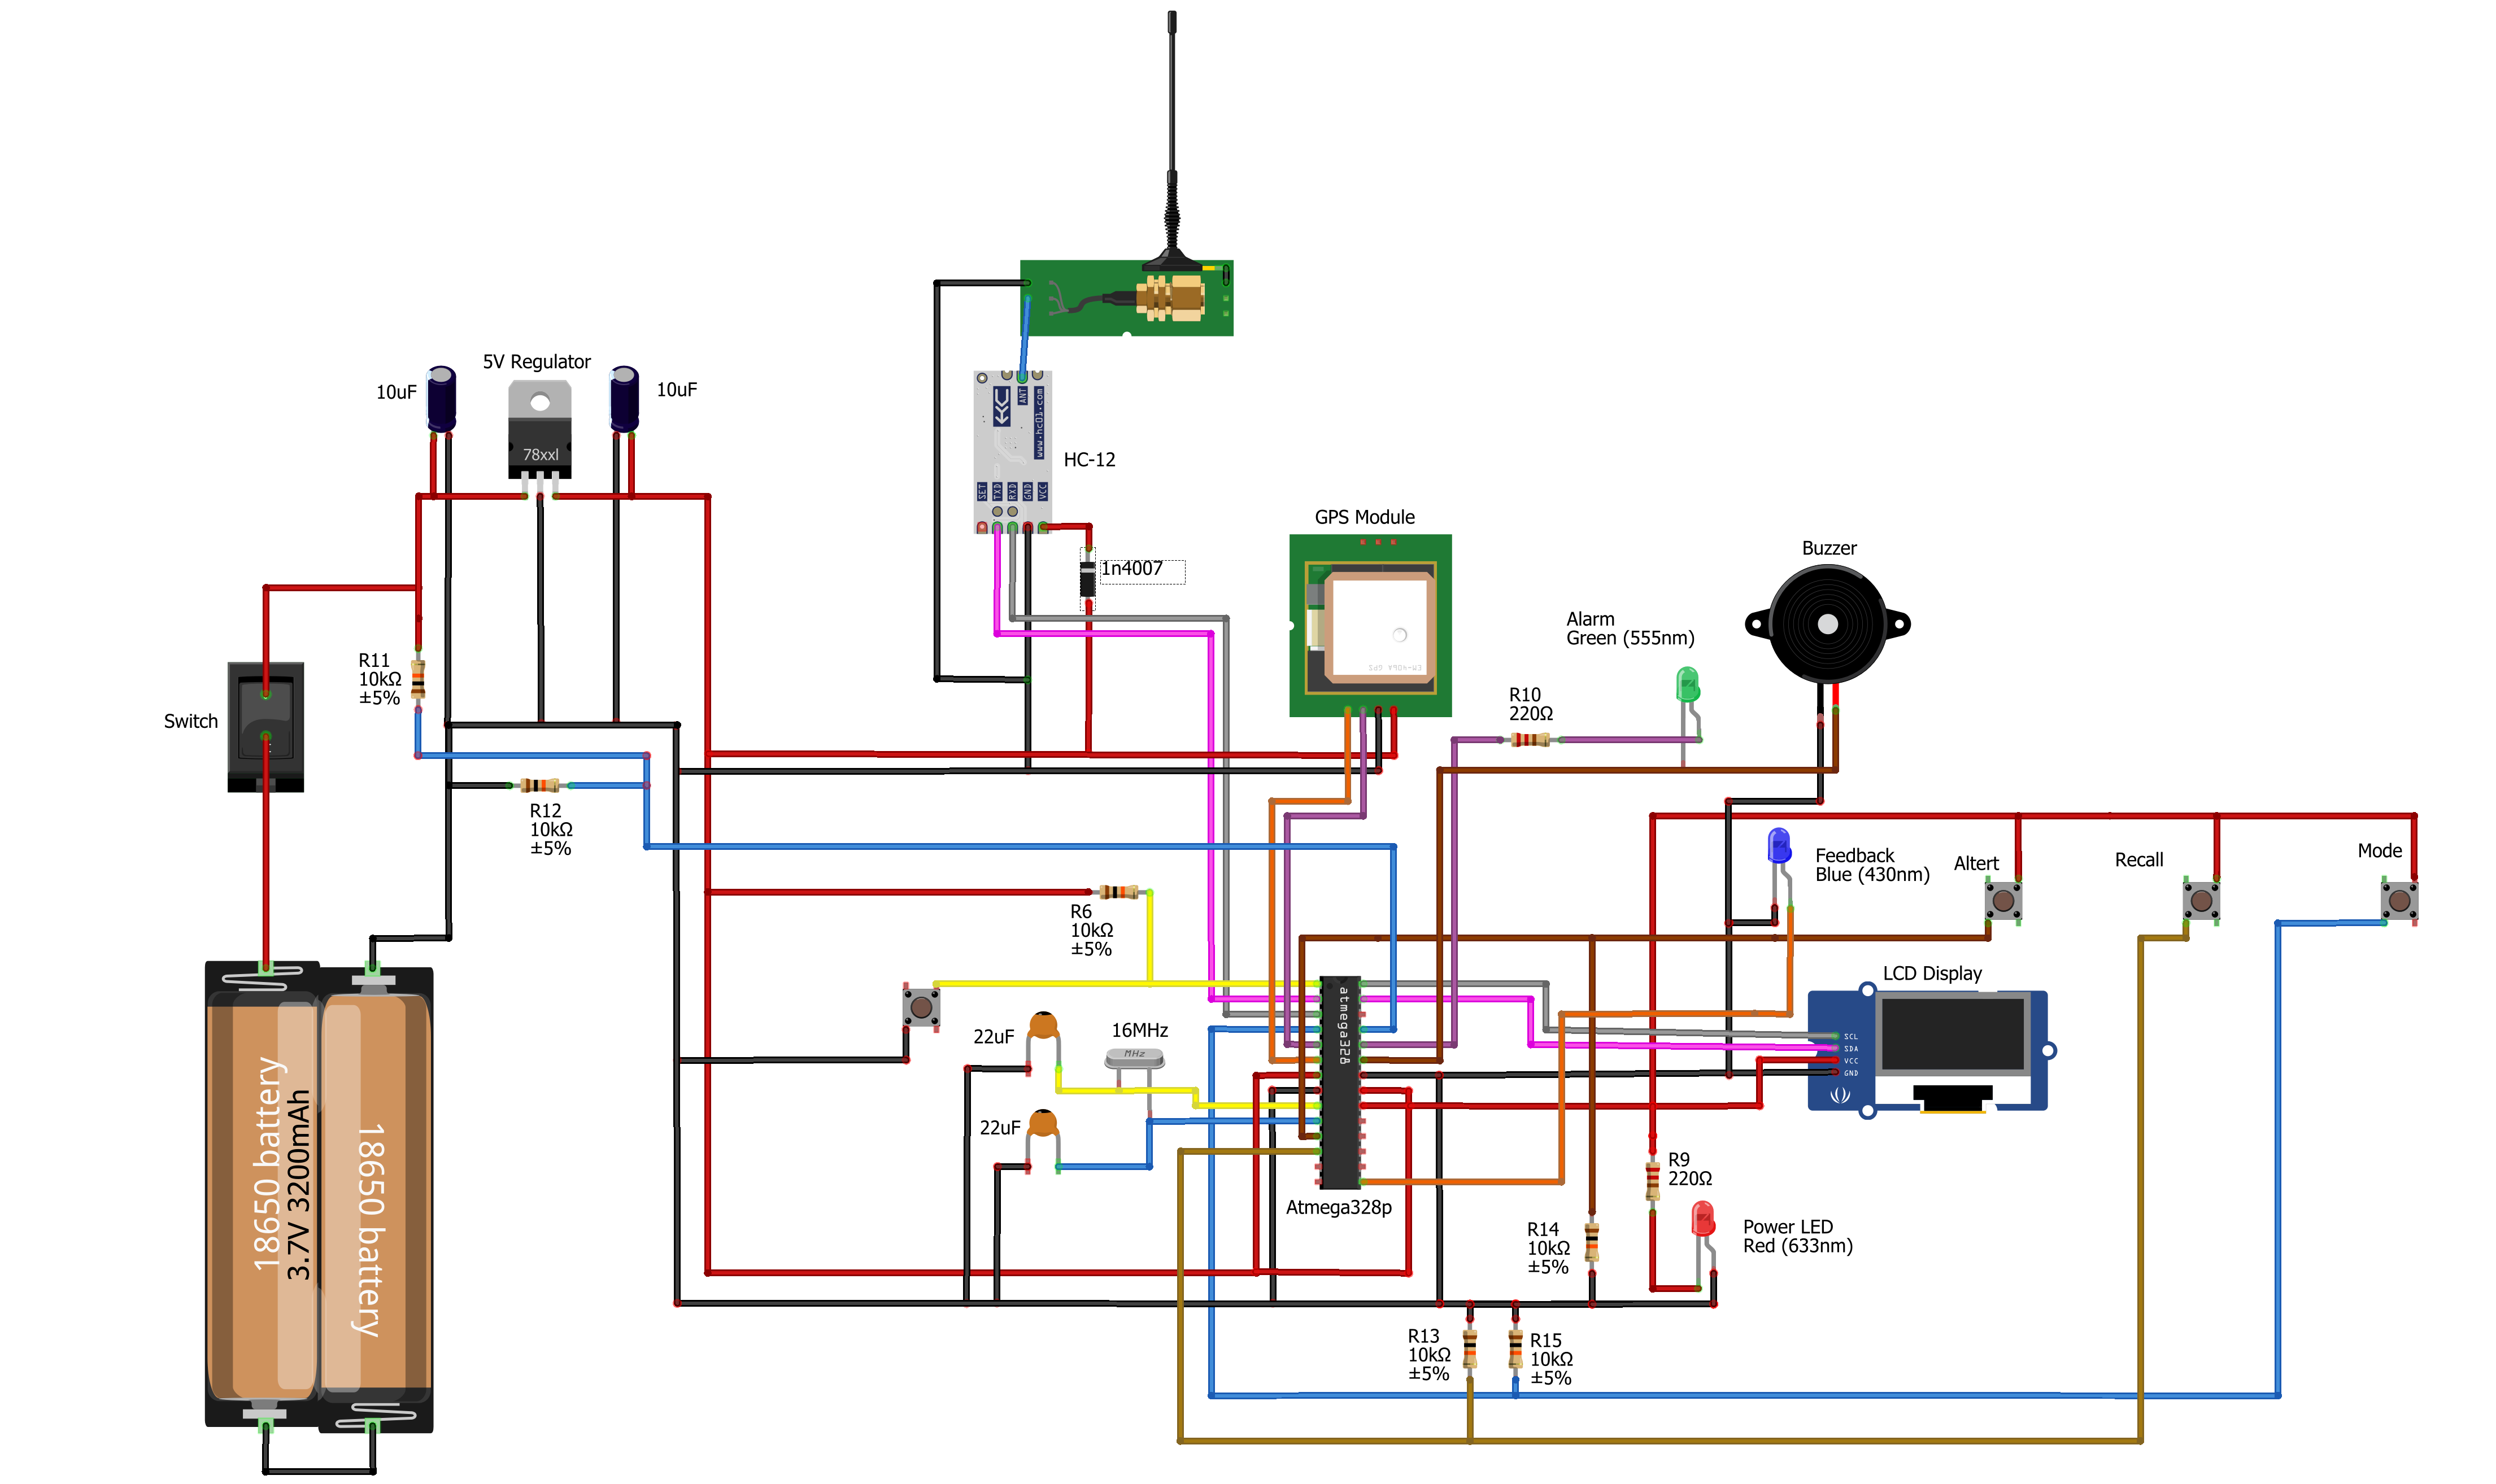 5V Regulator
10uF
10uF
78xxl
ANT
www.hc01.com
SET
TXD
RXD
GND
VCC
HC-12
1n4007
GPS Module
EM-406A GPS
Buzzer
Alarm
Green (555nm)
R10
220Ω
R11
10kΩ
±5%
Switch
R12
10kΩ
±5%
Feedback
Blue (430nm)
Altert
Recall
Mode
R6
10kΩ
±5%
LCD Display
SCL
SDA
VCC
GND
22uF
16MHz
MHz
22uF
atmega328
Atmega328p
18650 battery
3.7V 3200mAh
18650 battery
R9
220Ω
Power LED
Red (633nm)
R14
10kΩ
±5%
R13
10kΩ
±5%
R15
10kΩ
±5%